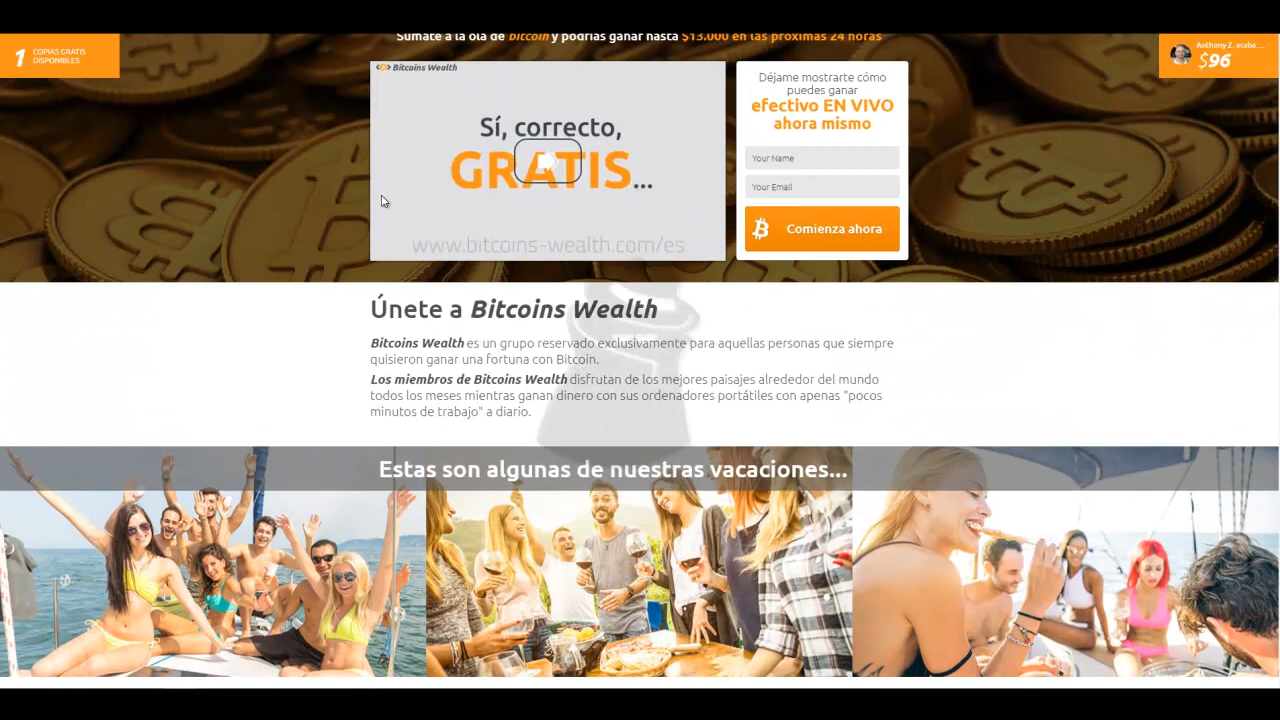 Súmate a la ola de bitcoin y podrías ganar hasta $13.000 en las próximas 24 horas
1 COPIAS GRATIS
DISPONIBLES
Anthony Z. acaba ...
$96
Bitcoins Wealth
Sí, correcto,
GRATIS...
www.bitcoins-wealth.com/es
Déjame mostrarte cómo
puedes ganar
efectivo EN VIVO
ahora mismo
Your Name
Your Email
Comienza ahora
Únete a Bitcoins Wealth
Bitcoins Wealth es un grupo reservado exclusivamente para aquellas personas que siempre
quisieron ganar una fortuna con Bitcoin.
Los miembros de Bitcoins Wealth disfrutan de los mejores paisajes alrededor del mundo
todos los meses mientras ganan dinero con sus ordenadores portátiles con apenas "pocos
minutos de trabajo" a diario.
Estas son algunas de nuestras vacaciones...